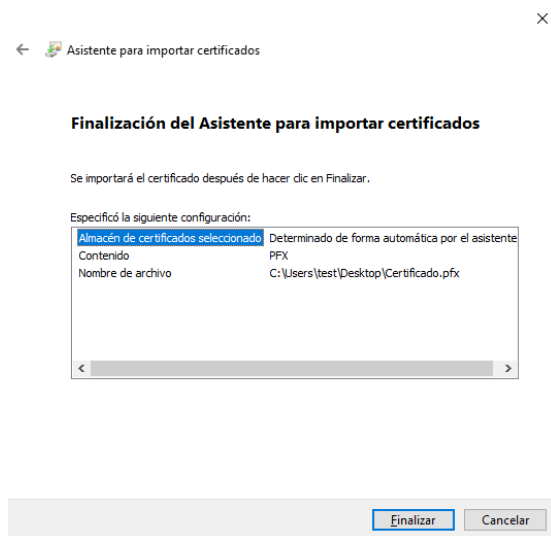 Asistente para importar certificados
Finalización del Asistente para importar certificados
Se importará el certificado después de hacer clic en Finalizar.
Especificó la siguiente configuración:
Almacén de certificados seleccionado Determinado de forma automática por el asistente
Contenido PFX
Nombre de archivo C:\Users\test\Desktop\Certificado.pfx
Finalizar Cancelar